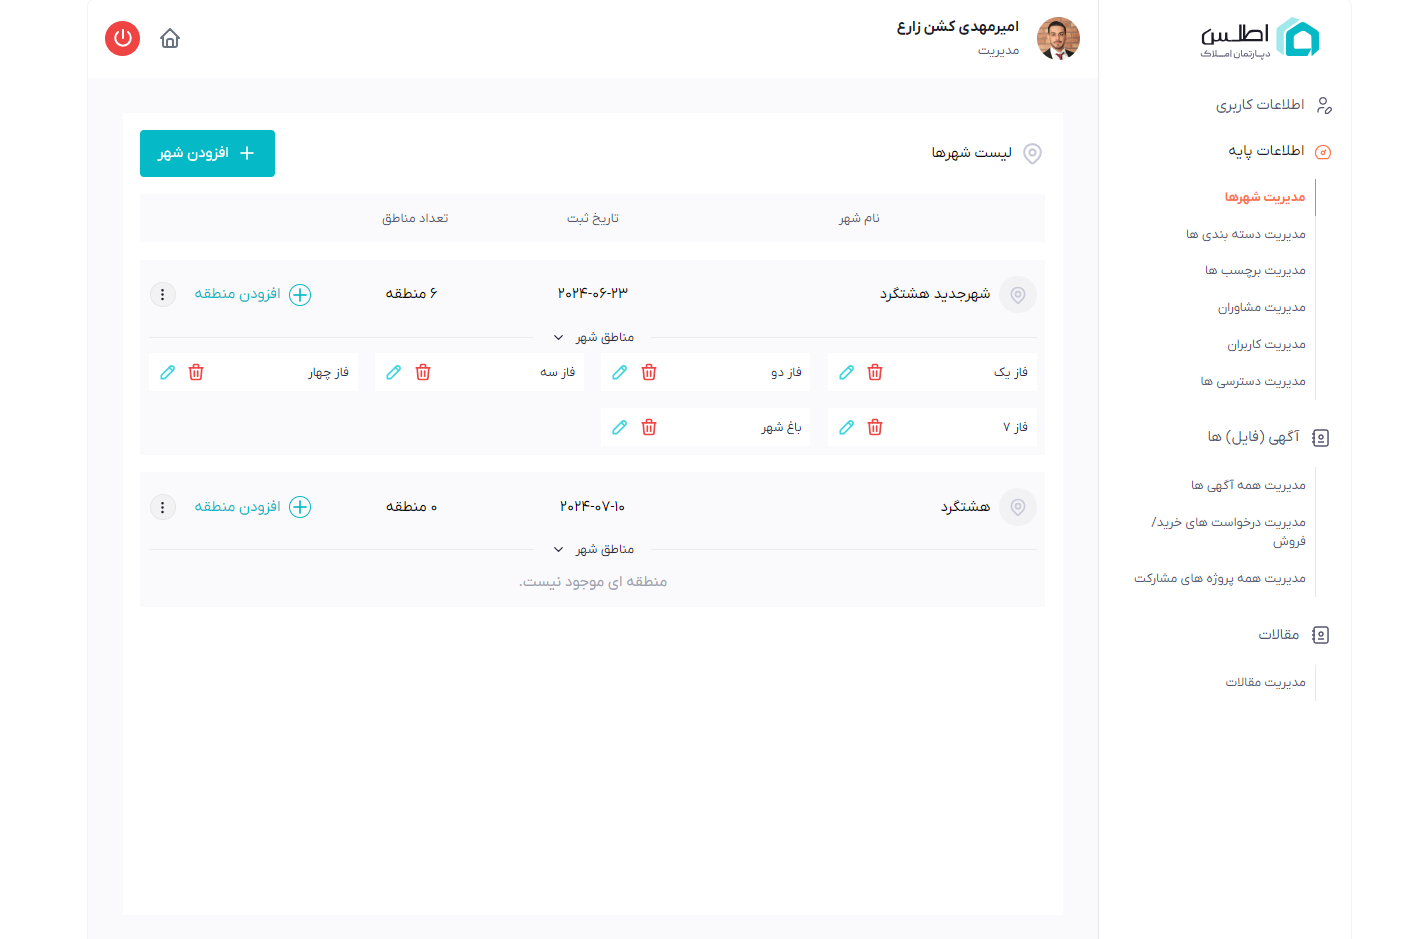 اطلس
دپارتمان املاک
اطلاعات کاربری
اطلاعات پایه
مدیریت شهرها
مدیریت دسته بندی ها
مدیریت برچسب ها
مدیریت مشاوران
مدیریت کاربران
مدیریت دسترسی ها
آگهی (فایل) ها
مدیریت همه آگهی ها
مدیریت درخواست های خرید/
فروش
مدیریت همه پروژه های مشارکت
مقالات
مدیریت مقالات
امیرمهدی کشن زارع
مدیریت
لیست شهرها
افزودن شهر
نام شهر تاریخ ثبت تعداد مناطق
شهرجدید هشتگرد ۲۰۲۴-۰۶-۲۳ ۶ منطقه افزودن منطقه
مناطق شهر
فاز یک فاز دو فاز سه فاز چهار
فاز ۷ باغ شهر
هشتگرد ۲۰۲۴-۰۷-۱۰ ۰ منطقه افزودن منطقه
مناطق شهر
منطقه ای موجود نیست.